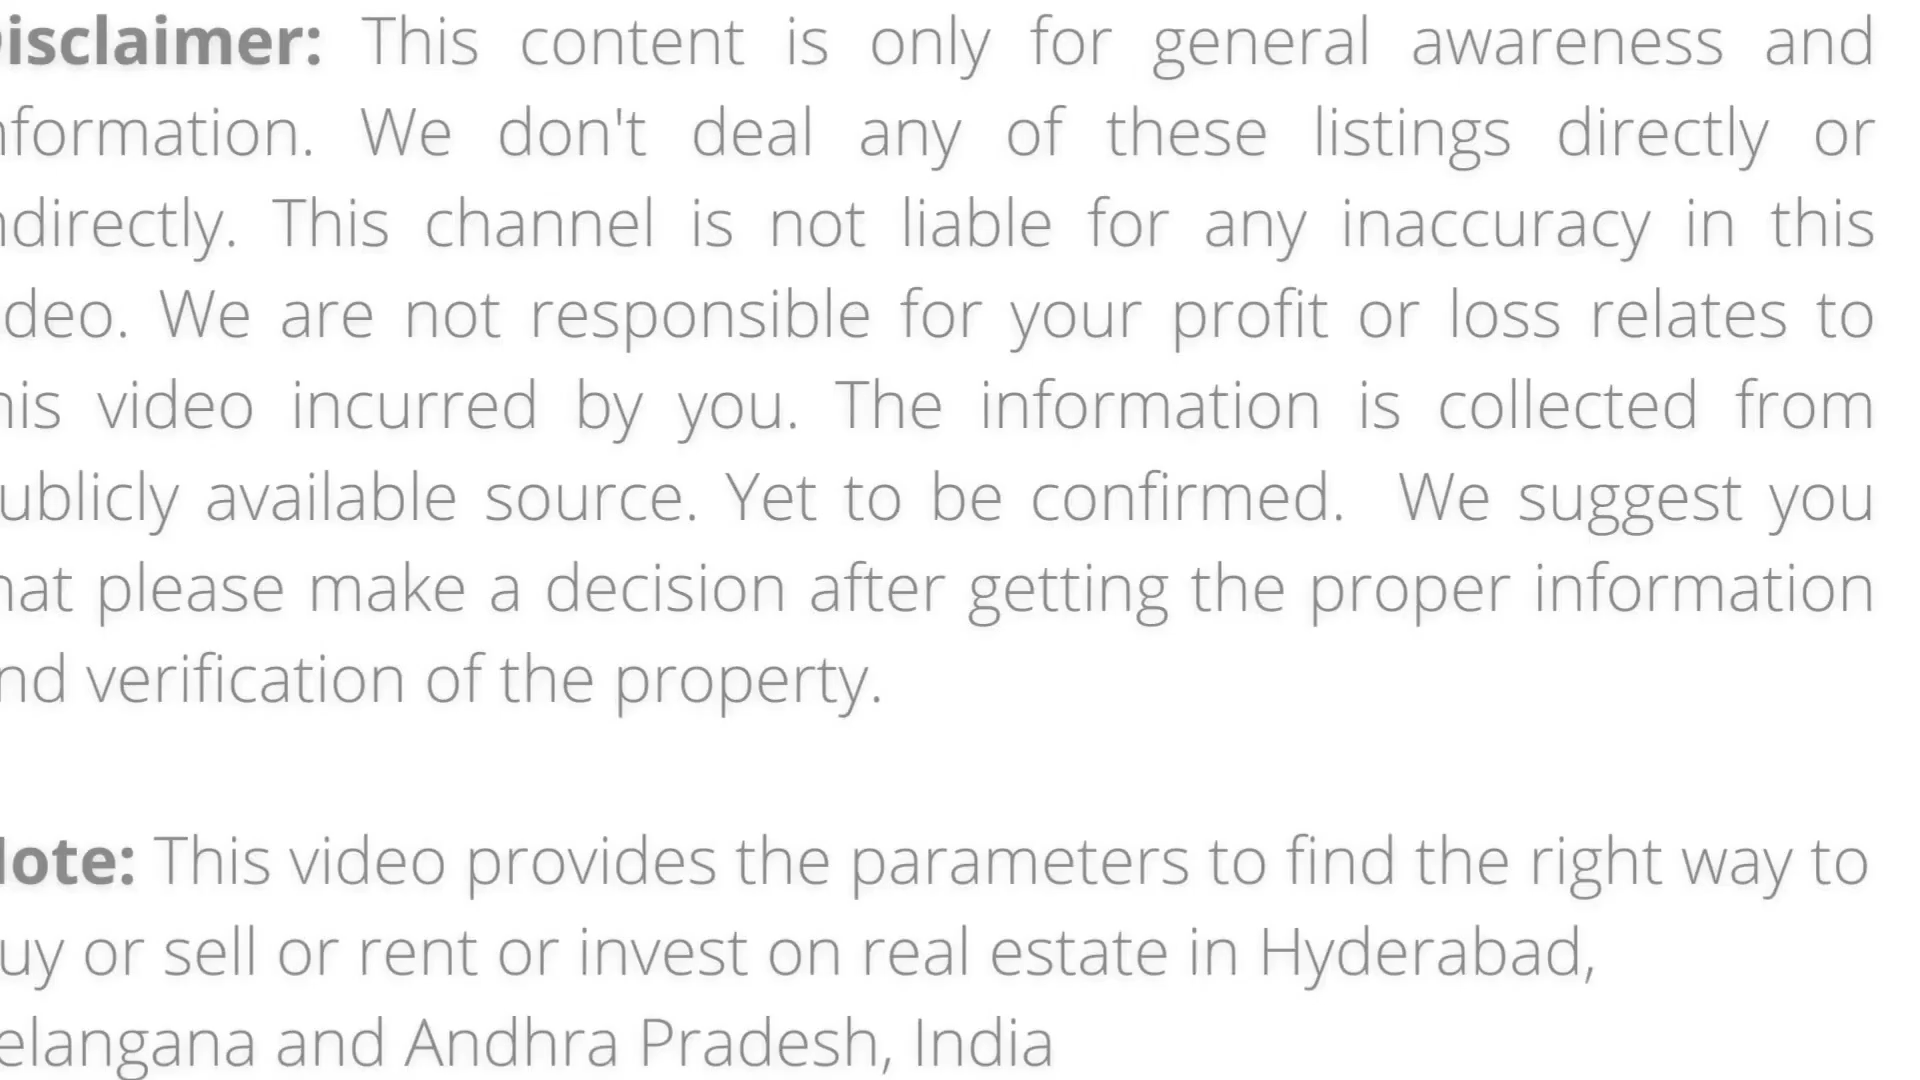 isclaimer: This content is only for general awareness and
nformation. We don't deal any of these listings directly or
ndirectly. This channel is not liable for any inaccuracy in this
deo. We are not responsible for your profit or loss relates to
his video incurred by you. The information is collected from
ublicly available source. Yet to be confirmed. We suggest you
hat please make a decision after getting the proper information
nd verification of the property.
ote: This video provides the parameters to find the right way to
uy or sell or rent or invest on real estate in Hyderabad,
elangana and Andhra Pradesh, India